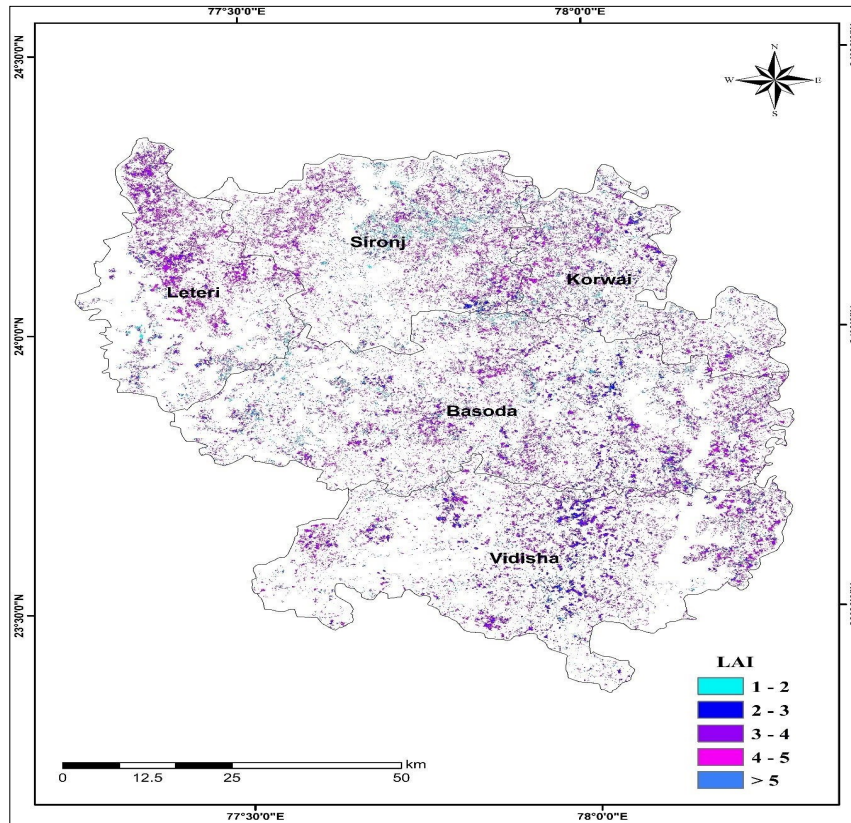 77°30'0"E
78°0'0"E
24°30'0"N
N
W
E
S
Sironj
Korwai
Leteri
24°0'0"N
Basoda
Vidisha
23°30'0"N
LAI
1 - 2
2 - 3
3 - 4
4 - 5
> 5
km
0
12.5
25
50
77°30'0"E
78°0'0"E